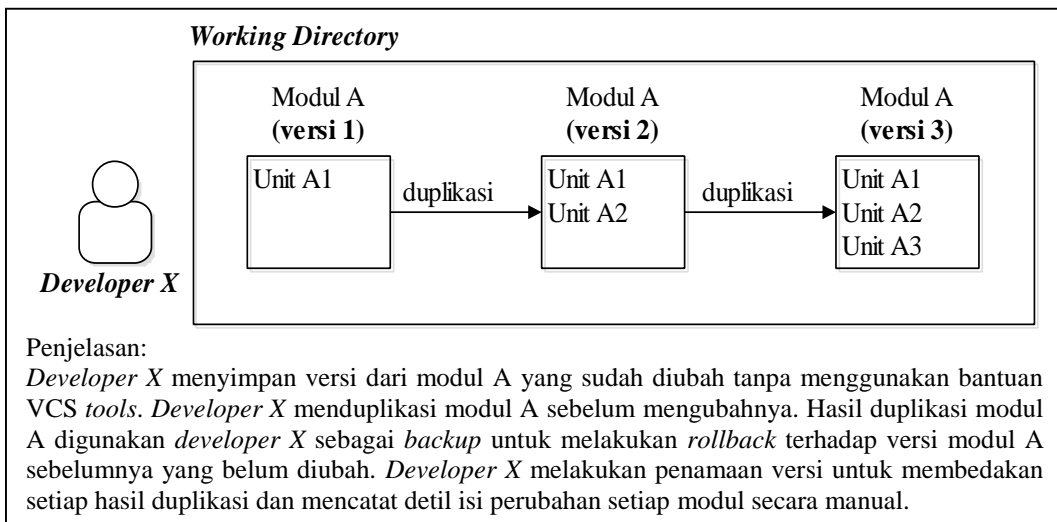 Working Directory
Modul A
(versi 1)
Modul A
(versi 2)
Modul A
(versi 3)
Unit A1
duplikasi
Unit A1
Unit A2
duplikasi
Unit A1
Unit A2
Unit A3
Developer X
Penjelasan:
Developer X menyimpan versi dari modul A yang sudah diubah tanpa menggunakan bantuan
VCS tools. Developer X menduplikasi modul A sebelum mengubahnya. Hasil duplikasi modul
A digunakan developer X sebagai backup untuk melakukan rollback terhadap versi modul A
sebelumnya yang belum diubah. Developer X melakukan penamaan versi untuk membedakan
setiap hasil duplikasi dan mencatat detil isi perubahan setiap modul secara manual.